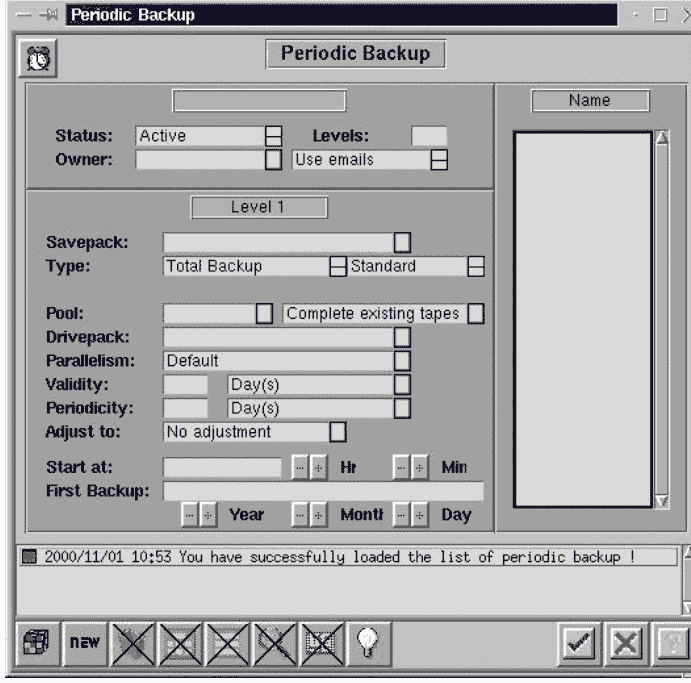 Periodic Backup
Periodic Backup
Name
Status: Active Levels:
Owner: Use emails
Level 1
Savepack:
Type: Total Backup Standard
Pool: Complete existing tapes
Drivepack:
Parallelism: Default
Validity: Day(s)
Periodicity: Day(s)
Adjust to: No adjustment
Start at: - + Hr - + Min
First Backup:
- + Year - + Month - + Day
2000/11/01 10:53 You have successfully loaded the list of periodic backup !
new
?